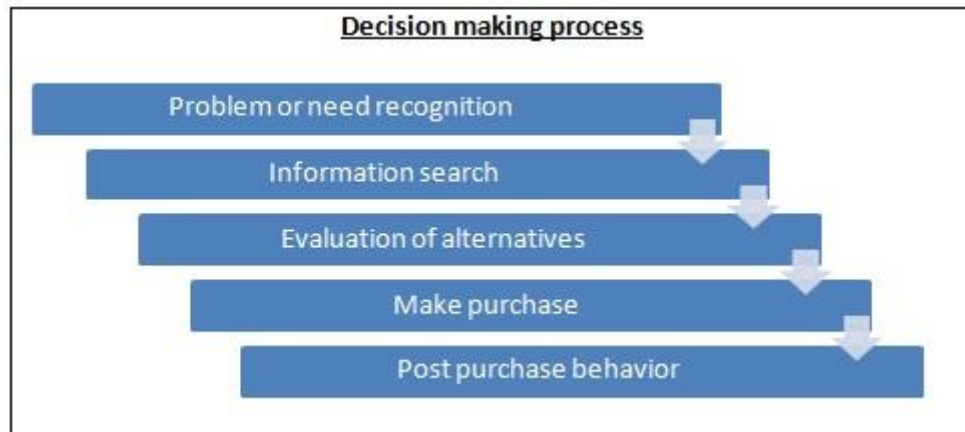 Decision making process
Problem or need recognition
Information search
Evaluation of alternatives
Make purchase
Post purchase behavior